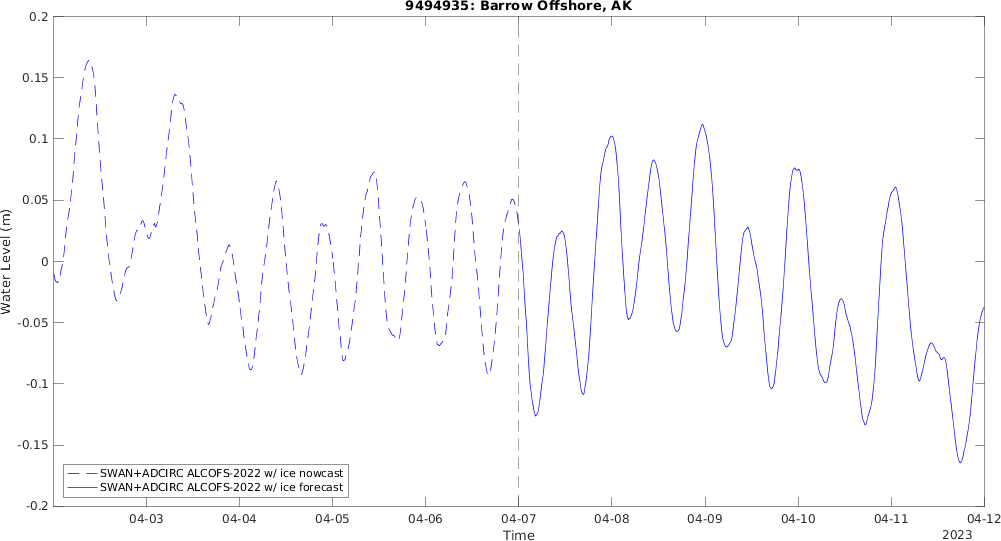 9494935: Barrow Offshore, AK
0.2
0.15
0.1
0.05
0
-0.05
-0.1
-0.15
-0.2
Water Level (m)
SWAN+ADCIRC ALCOFS-2022 w/ ice nowcast
SWAN+ADCIRC ALCOFS-2022 w/ ice forecast
04-03 04-04 04-05 04-06 04-07 04-08 04-09 04-10 04-11 04-12
Time
2023